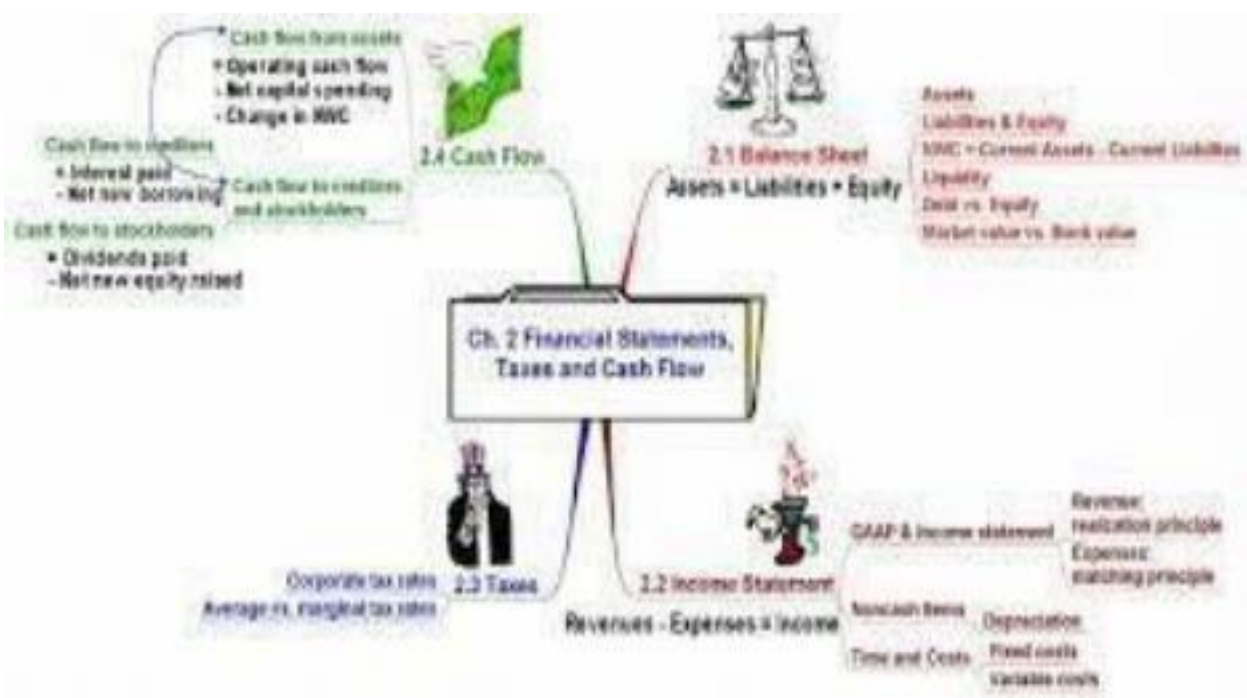 Cash flow from assets
+ Operating cash flow
- Net capital spending
- Change in NWC
Cash flow to creditors
+ Interest paid
- Net new borrowing
Cash flow to creditors
and stockholders
Cash flow to stockholders
+ Dividends paid
- Net new equity raised
2.4 Cash Flow
2.1 Balance Sheet
Assets = Liabilities + Equity
Assets
Liabilities & Equity
NWC = Current Assets - Current Liabilities
Liquidity
Debt vs. Equity
Market value vs. Book value
Ch. 2 Financial Statements,
Taxes and Cash Flow
2.3 Taxes
Corporate tax rates
Average vs. marginal tax rates
2.2 Income Statement
Revenues - Expenses = Income
GAAP & Income statement
Revenue:
realization principle
Expenses:
matching principle
Noncash Items
Depreciation
Time and Costs
Fixed costs
Variable costs